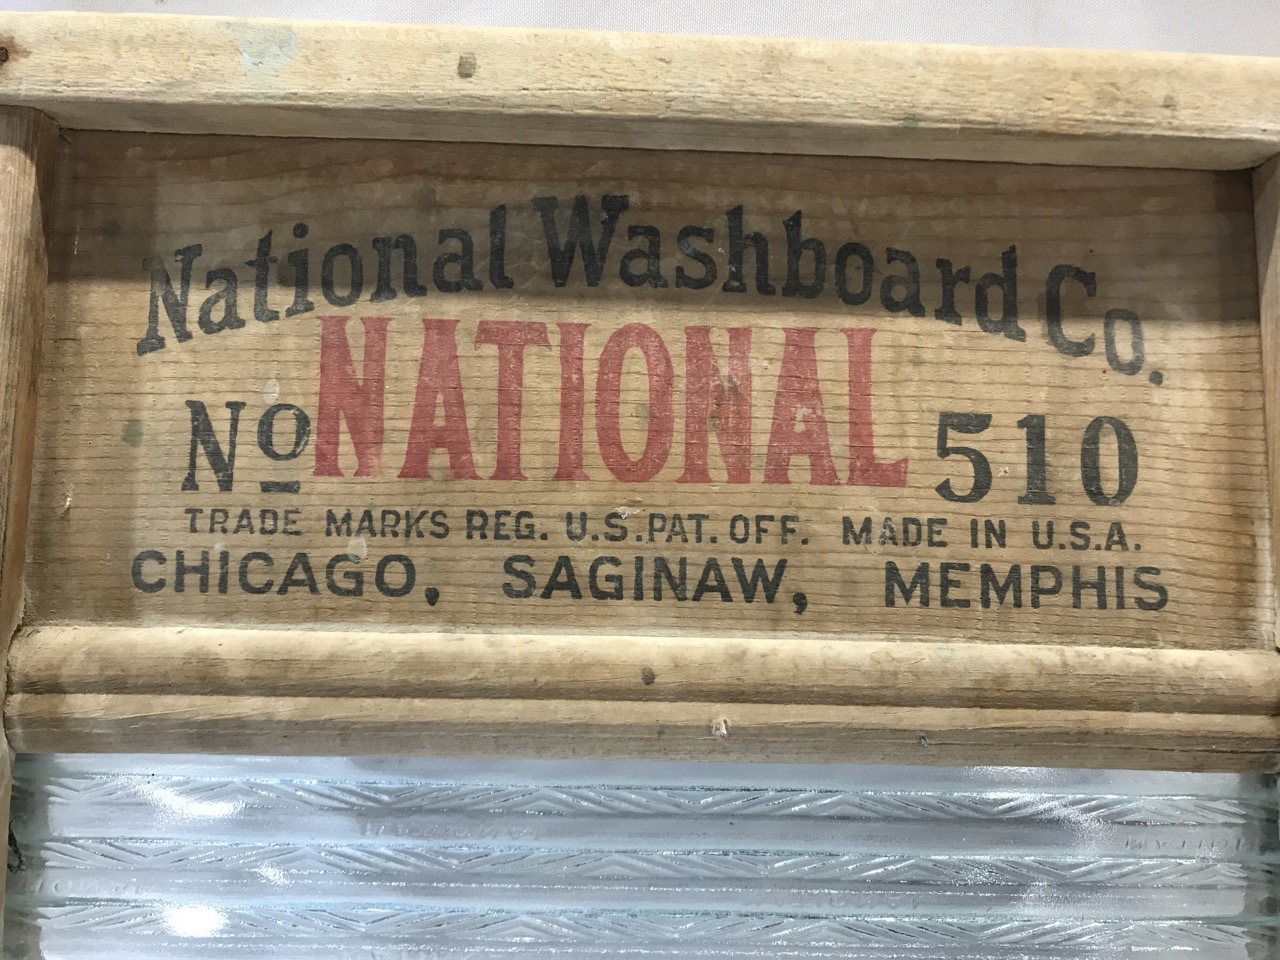 National Washboard Co.
No NATIONAL 510
TRADE MARKS REG. U.S. PAT. OFF. MADE IN U.S.A.
CHICAGO, SAGINAW, MEMPHIS